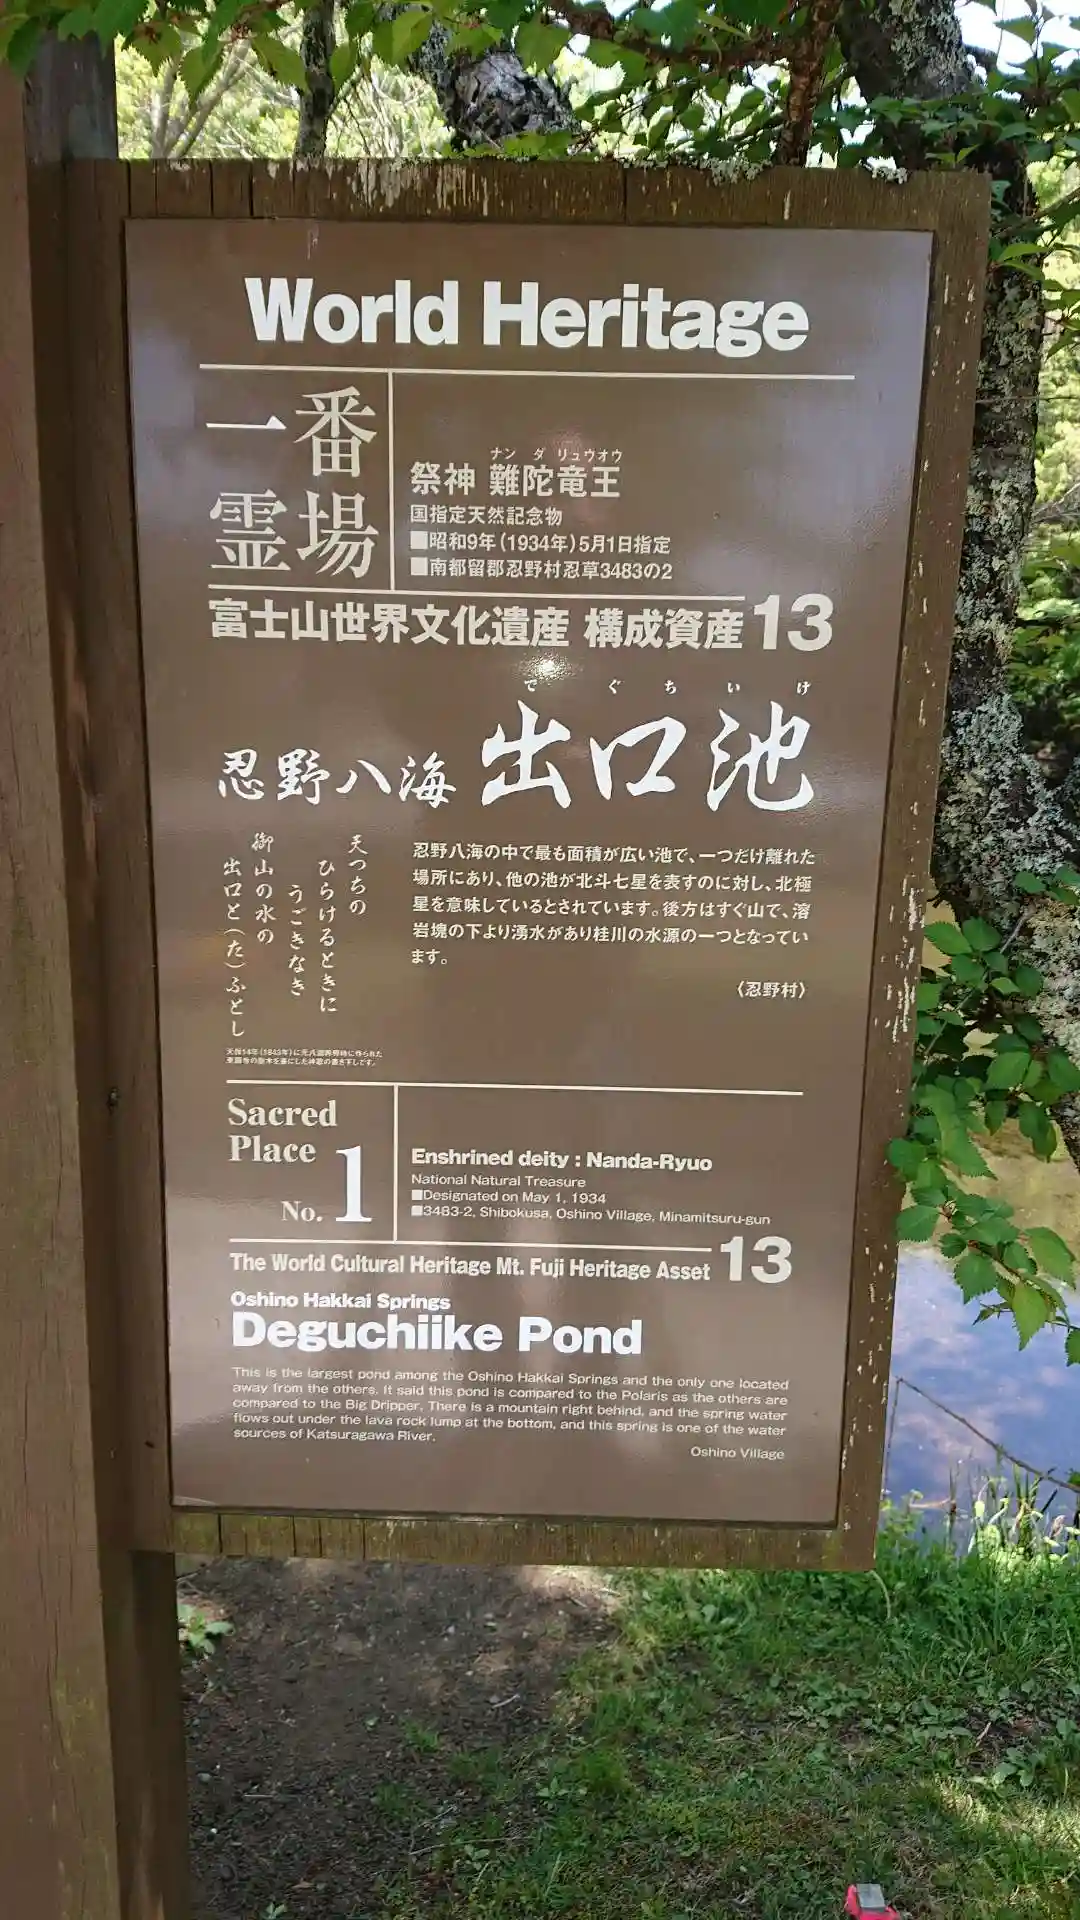 World Heritage
一番
霊場
ナン ダ リュウオウ
祭神 難陀竜王
国指定天然記念物
■昭和9年(1934年)5月1日指定
■南都留郡忍野村忍草3483の2
富士山世界文化遺産 構成資産13
でぐちいけ
忍野八海 出口池
天つちの
ひらけるときに
うごきなき
御山の水の
出口と(た)ふとし
忍野八海の中で最も面積が広い池で、一つだけ離れた
場所にあり、他の池が北斗七星を表すのに対し、北極
星を意味しているとされています。後方はすぐ山で、溶
岩塊の下より湧水があり桂川の水源の一つとなってい
ます。
〈忍野村〉
Sacred
Place
No. 1
Enshrined deity : Nanda-Ryuo
National Natural Treasure
■Designated on May 1, 1934
■3483-2, Shibokusa, Oshino Village, Minamitsuru-gun
The World Cultural Heritage Mt. Fuji Heritage Asset 13
Oshino Hakkai Springs
Deguchiike Pond
This is the largest pond among the Oshino Hakkai Springs and the only one located
away from the others. It said this pond is compared to the Polaris as the others are
compared to the Big Dripper. There is a mountain right behind, and the spring water
flows out under the lava rock lump at the bottom, and this spring is one of the water
sources of Katsuragawa River.
Oshino Village